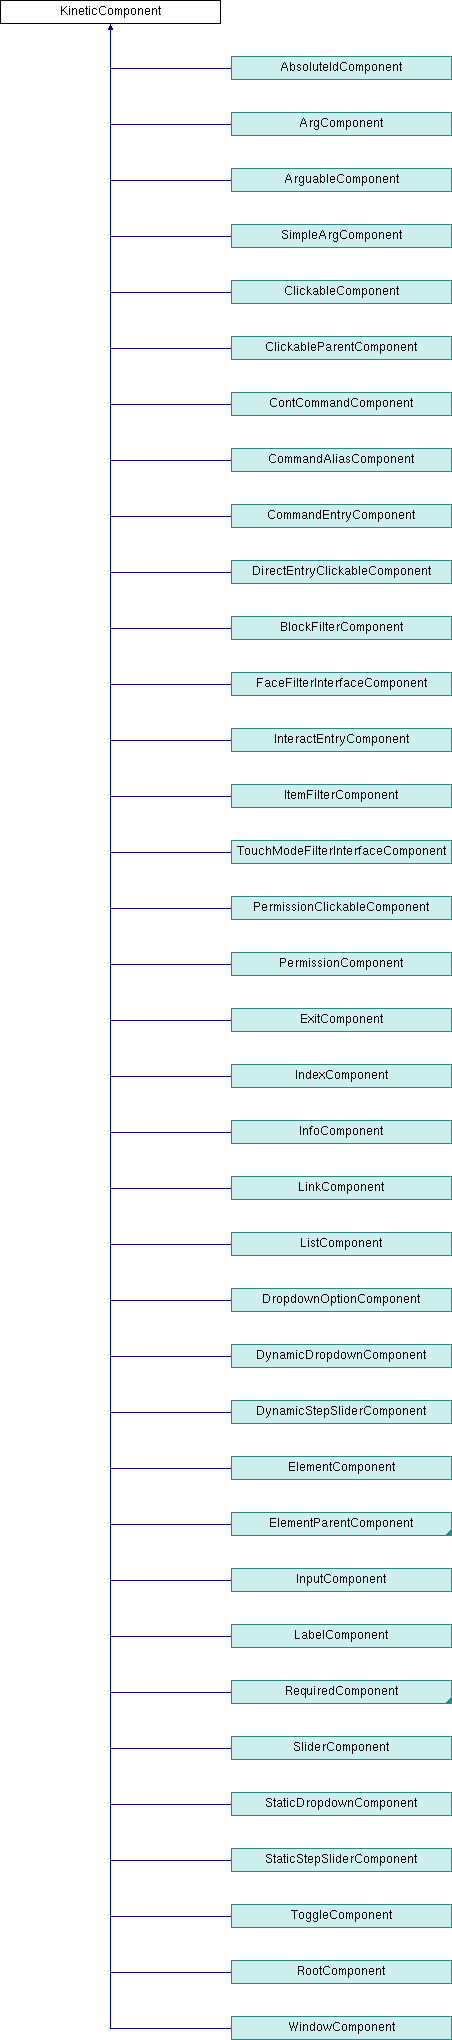 KineticComponent
AbsoluteIdComponent
ArgComponent
ArguableComponent
SimpleArgComponent
ClickableComponent
ClickableParentComponent
ContCommandComponent
CommandAliasComponent
CommandEntryComponent
DirectEntryClickableComponent
BlockFilterComponent
FaceFilterInterfaceComponent
InteractEntryComponent
ItemFilterComponent
TouchModeFilterInterfaceComponent
PermissionClickableComponent
PermissionComponent
ExitComponent
IndexComponent
InfoComponent
LinkComponent
ListComponent
DropdownOptionComponent
DynamicDropdownComponent
DynamicStepSliderComponent
ElementComponent
ElementParentComponent
InputComponent
LabelComponent
RequiredComponent
SliderComponent
StaticDropdownComponent
StaticStepSliderComponent
ToggleComponent
RootComponent
WindowComponent